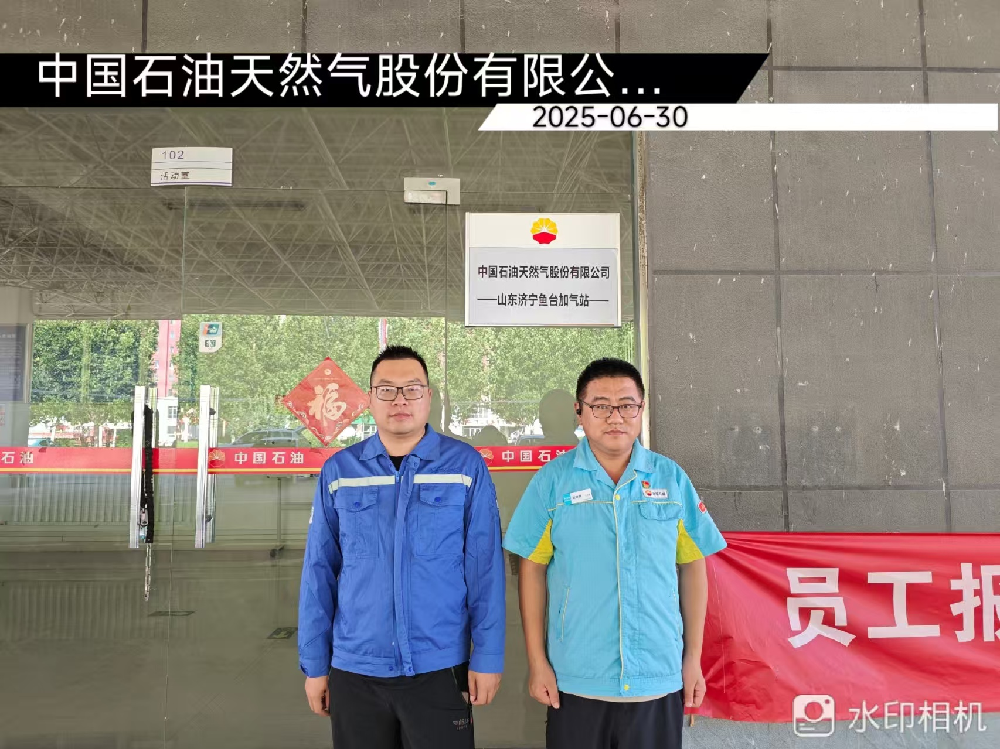 中国石油天然气股份有限公...
2025-06-30
102
活动室
中国石油天然气股份有限公司
——山东济宁鱼台加气站——
福
石油
中国石油
中国石油
中国石油
员工报
水印相机